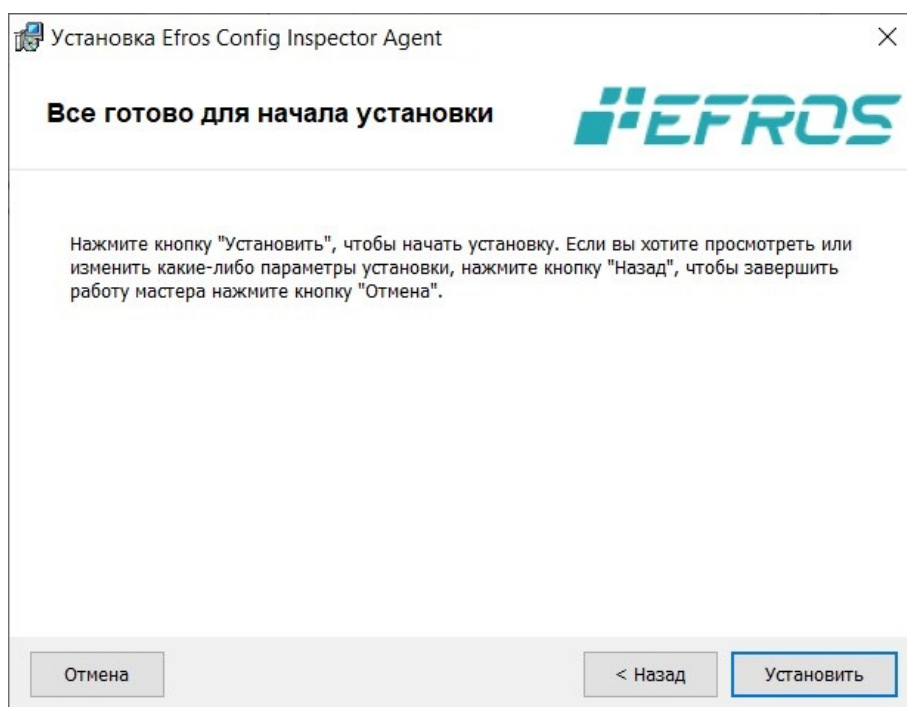 Установка Efros Config Inspector Agent
Все готово для начала установки
EFROS
Нажмите кнопку "Установить", чтобы начать установку. Если вы хотите просмотреть или
изменить какие-либо параметры установки, нажмите кнопку "Назад", чтобы завершить
работу мастера нажмите кнопку "Отмена".
Отмена
< Назад
Установить